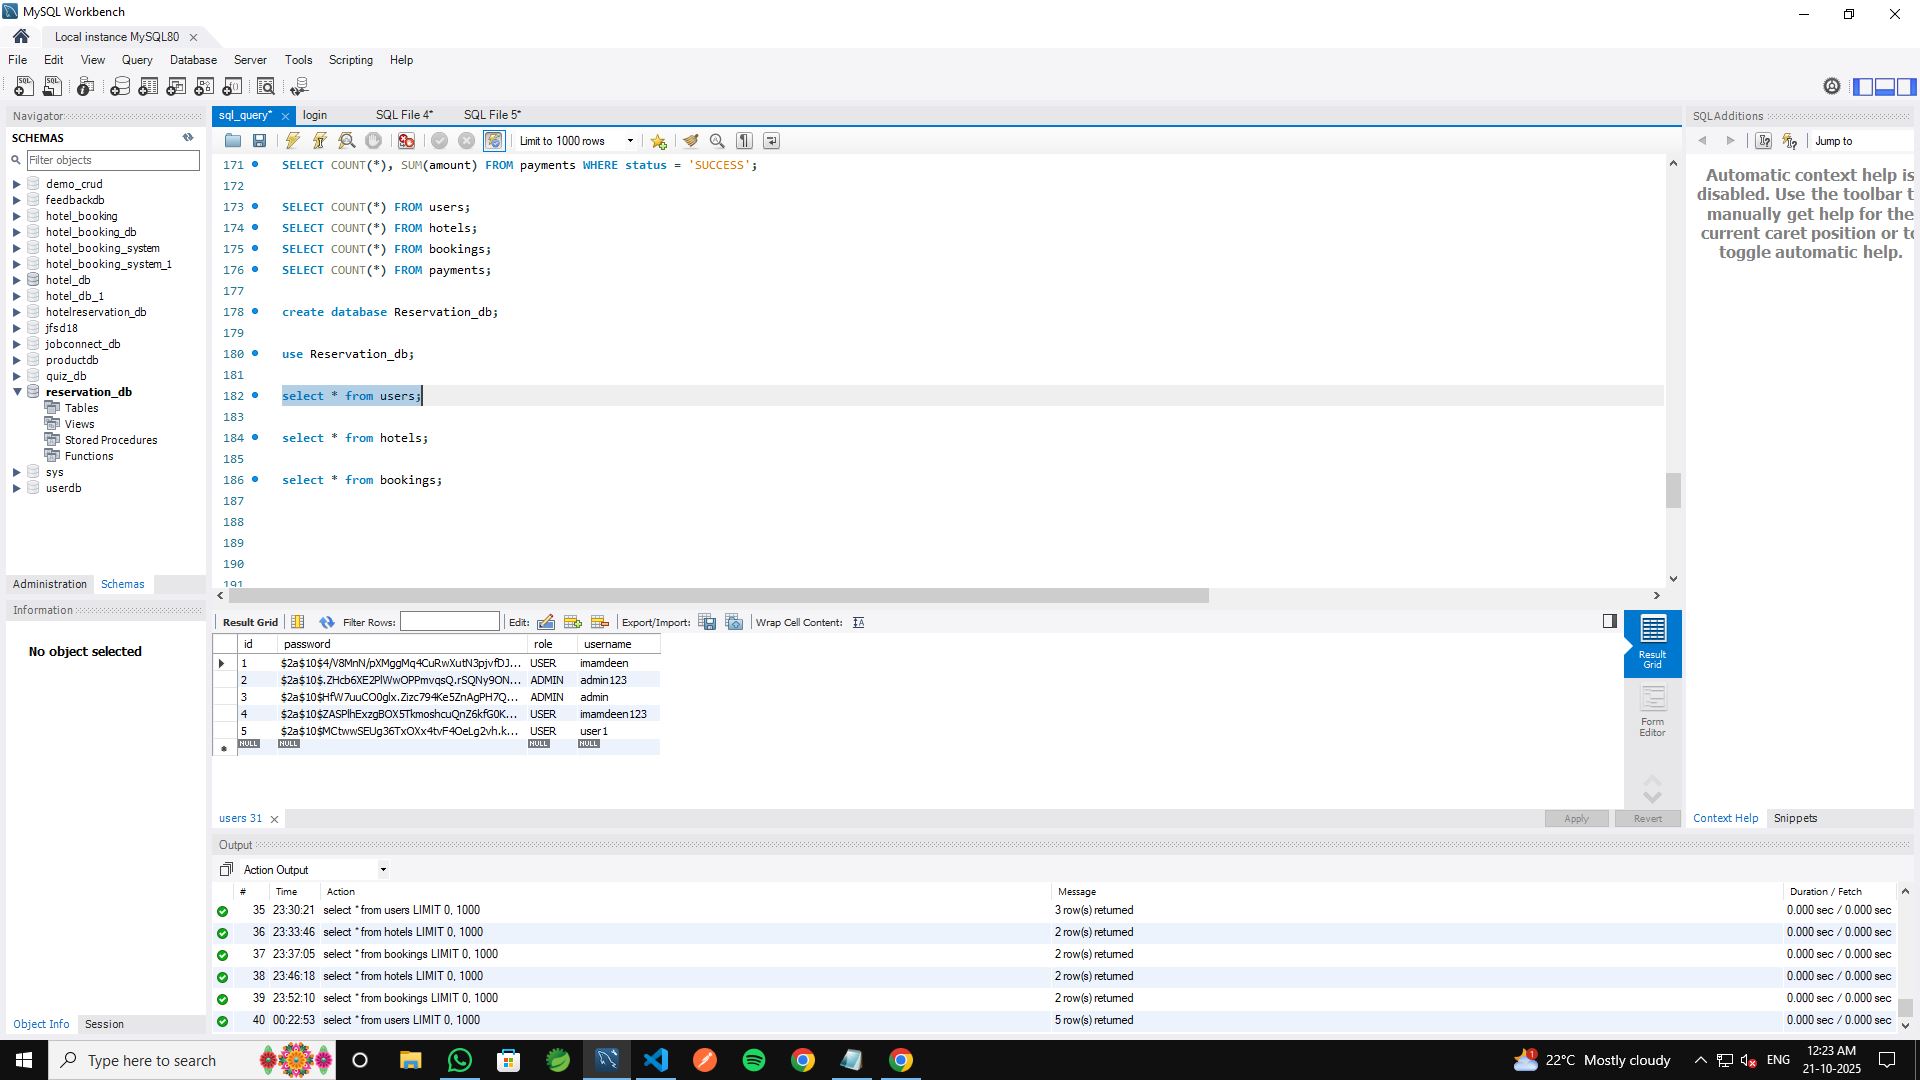 MySQL Workbench
Local instance MySQL80
File Edit View Query Database Server Tools Scripting Help
Navigator
SCHEMAS
Filter objects
demo_crud
feedbackdb
hotel_booking
hotel_booking_db
hotel_booking_system
hotel_booking_system_1
hotel_db
hotel_db_1
hotelreservation_db
jfsd18
jobconnect_db
productdb
quiz_db
reservation_db
Tables
Views
Stored Procedures
Functions
sys
userdb
Administration Schemas
Information
No object selected
Object Info Session
sql_query* login SQL File 4* SQL File 5*
Limit to 1000 rows
171 SELECT COUNT(*), SUM(amount) FROM payments WHERE status = 'SUCCESS';
172
173 SELECT COUNT(*) FROM users;
174 SELECT COUNT(*) FROM hotels;
175 SELECT COUNT(*) FROM bookings;
176 SELECT COUNT(*) FROM payments;
177
178 create database Reservation_db;
179
180 use Reservation_db;
181
182 select * from users;
183
184 select * from hotels;
185
186 select * from bookings;
187
188
189
190
191
Result Grid Filter Rows: Edit: Export/Import: Wrap Cell Content:
id password role username
1 $2a$10$4/V8MnN/pXMggMq4CuRwXutN3pjvfDJ... USER imamdeen
2 $2a$10$.ZHcb6XE2PlWwOPPmvqsQ.rSQNy9ON... ADMIN admin123
3 $2a$10$HfW7uuCO0glx.Zizc794Ke5ZnAgPH7Q... ADMIN admin
4 $2a$10$ZASPlhExzgBOX5TkmoshcuQnZ6kfG0K... USER imamdeen123
5 $2a$10$MCtwwSEUg36TxOXx4tvF4OeLg2vh.k... USER user1
NULL NULL NULL NULL
Result Grid
Form Editor
users 31
Apply Revert
SQLAdditions
Jump to
Automatic context help is
disabled. Use the toolbar t
manually get help for the
current caret position or to
toggle automatic help.
Context Help Snippets
Output
Action Output
# Time Action Message Duration / Fetch
35 23:30:21 select * from users LIMIT 0, 1000 3 row(s) returned 0.000 sec / 0.000 sec
36 23:33:46 select * from hotels LIMIT 0, 1000 2 row(s) returned 0.000 sec / 0.000 sec
37 23:37:05 select * from bookings LIMIT 0, 1000 2 row(s) returned 0.000 sec / 0.000 sec
38 23:46:18 select * from hotels LIMIT 0, 1000 2 row(s) returned 0.000 sec / 0.000 sec
39 23:52:10 select * from bookings LIMIT 0, 1000 2 row(s) returned 0.000 sec / 0.000 sec
40 00:22:53 select * from users LIMIT 0, 1000 5 row(s) returned 0.000 sec / 0.000 sec
Type here to search
1
22°C Mostly cloudy
ENG
12:23 AM
21-10-2025